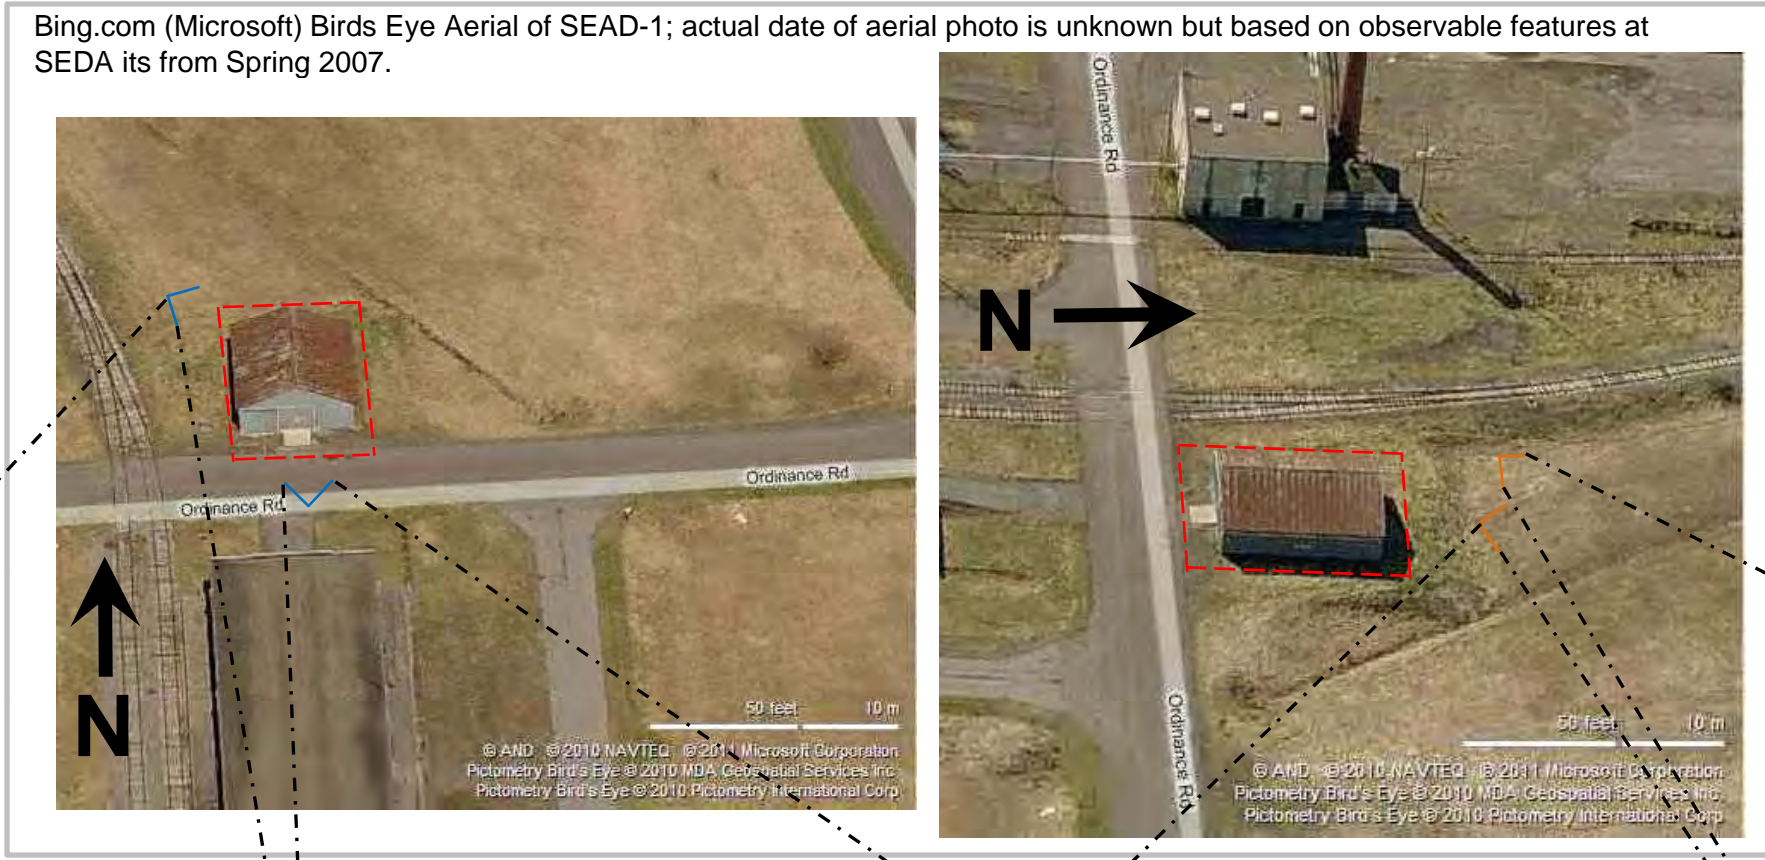 Bing.com (Microsoft) Birds Eye Aerial of SEAD-1; actual date of aerial photo is unknown but based on observable features at
SEDA its from Spring 2007.
Ordinance Rd
Ordinance Rd
N
50 feet 10 m
© AND © 2010 NAVTEQ © 2011 Microsoft Corporation
Pictometry Bird's Eye © 2010 MDA Geospatial Services Inc.
Pictometry Bird's Eye © 2010 Pictometry International Corp
Ordinance Rd
N
Ordinance Rd
50 feet 10 m
© AND © 2010 NAVTEQ © 2011 Microsoft Corporation
Pictometry Bird's Eye © 2010 MDA Geospatial Services Inc.
Pictometry Bird's Eye © 2010 Pictometry International Corp